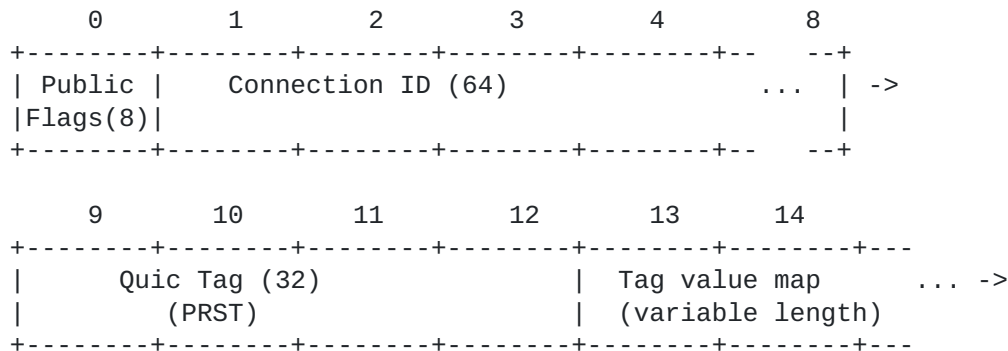 0        1        2        3        4            8
+--------+--------+--------+--------+--------+--   --+
| Public |    Connection ID (64)                ...  | ->
|Flags(8)|                                           |
+--------+--------+--------+--------+--------+--   --+
     9       10       11        12       13      14
+--------+--------+--------+--------+--------+--------+---
|      Quic Tag (32)                |  Tag value map      ... ->
|         (PRST)                    |  (variable length)
+--------+--------+--------+--------+--------+--------+---